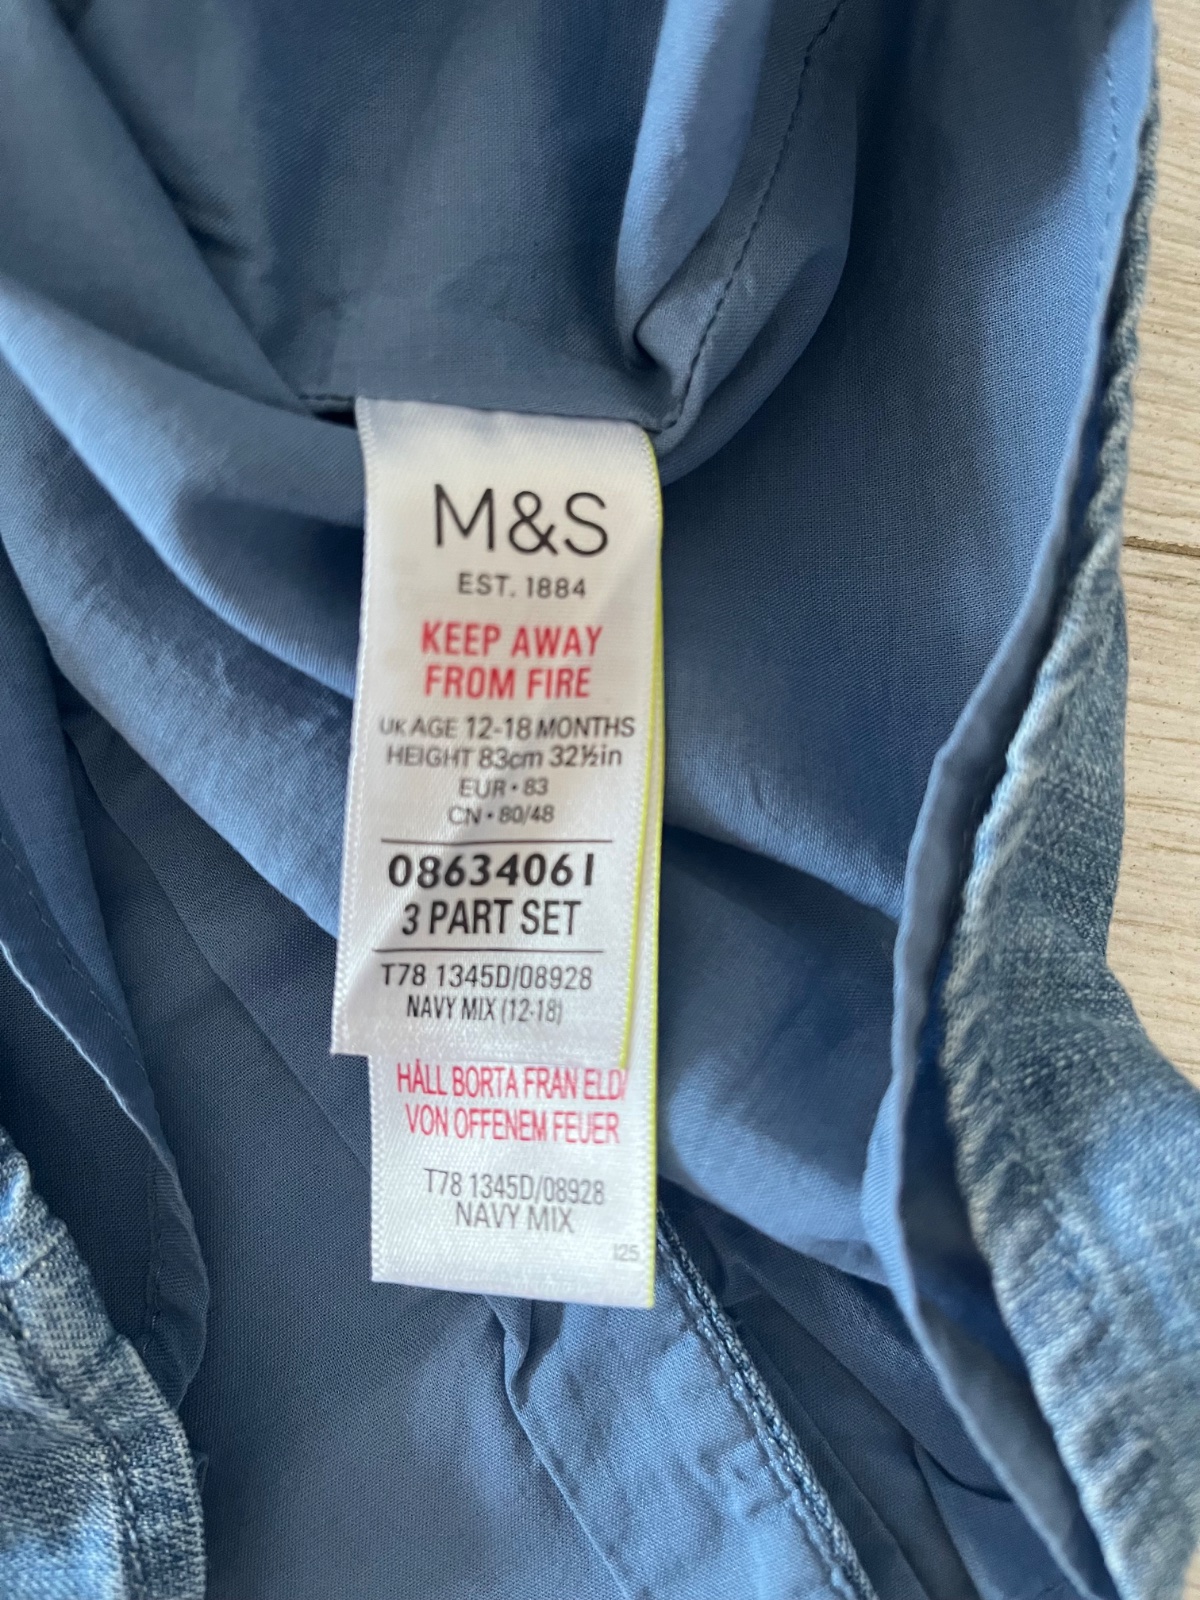 M&S
EST. 1884
KEEP AWAY
FROM FIRE
UK AGE 12-18 MONTHS
HEIGHT 83cm 32½in
EUR • 83
CN • 80/48
08634061
3 PART SET
T78 1345D/08928
NAVY MIX (12-18)
HÅLL BORTA FRAN ELD/
VON OFFENEM FEUER
T78 1345D/08928
NAVY MIX
125